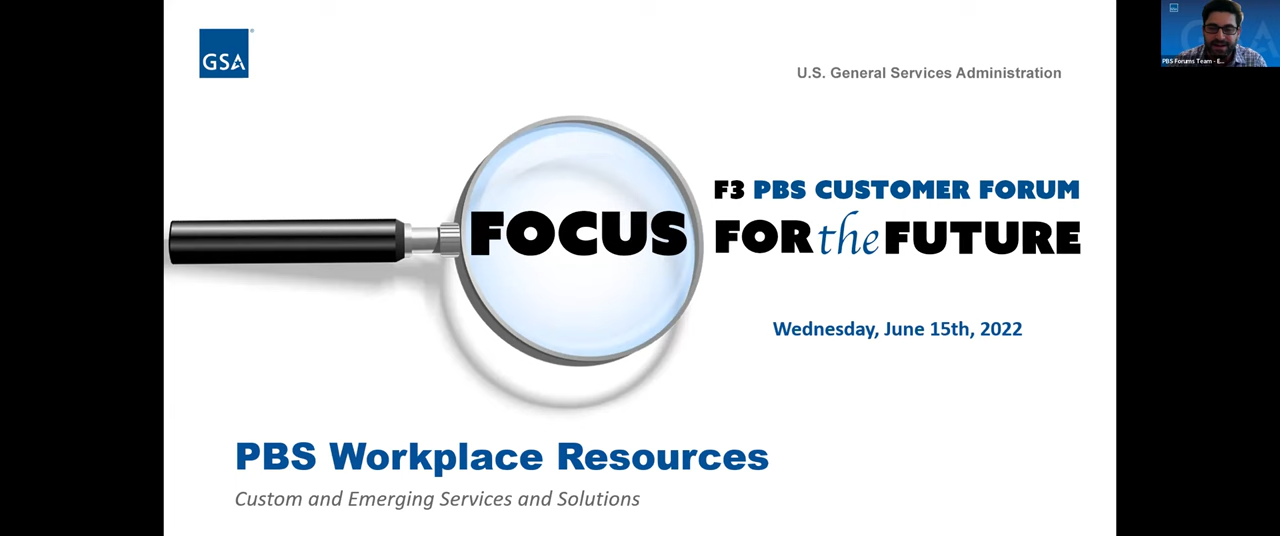 GSA
U.S. General Services Administration
F3 PBS CUSTOMER FORUM
FOCUS FOR the FUTURE
Wednesday, June 15th, 2022
PBS Workplace Resources
Custom and Emerging Services and Solutions
PBS Forums Team - E...